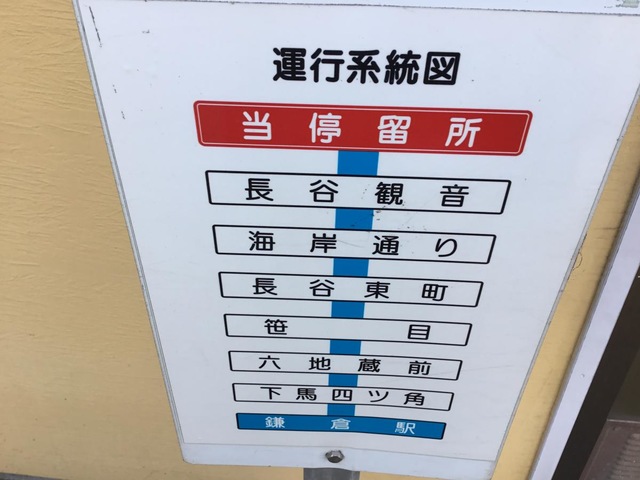 運行系統図
当停留所
長谷観音
海岸通り
長谷東町
笹目
六地蔵前
下馬四ツ角
鎌倉駅